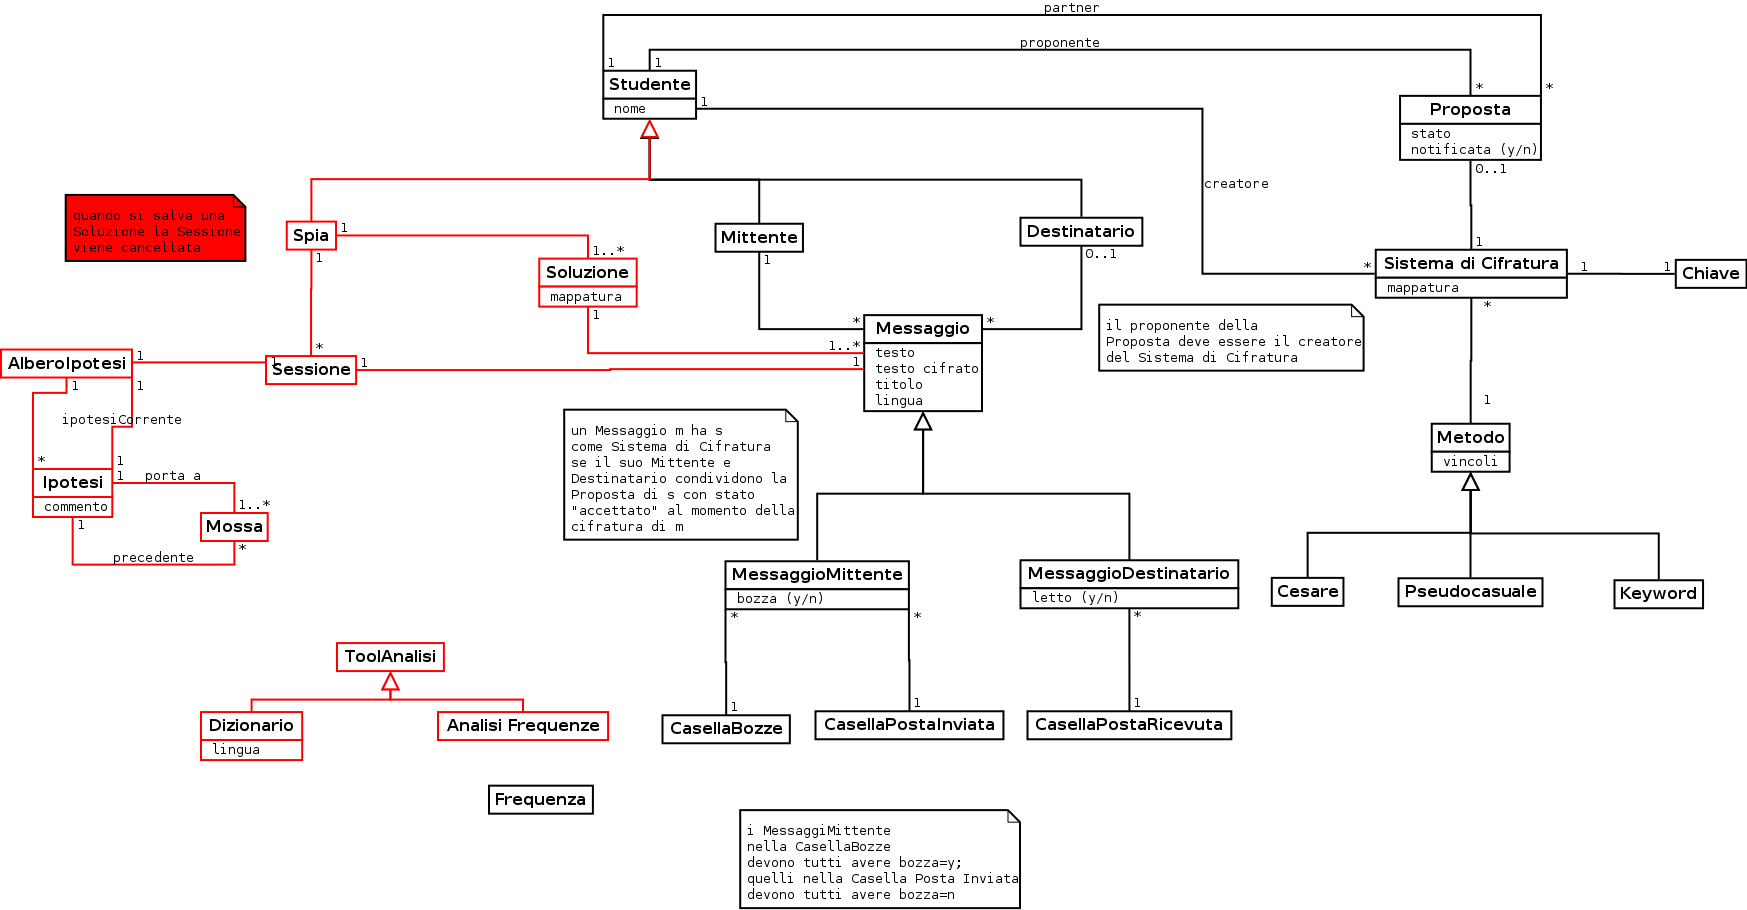 partner
proponente
1
1
Studente
nome
1
*
*
Proposta
stato
notificata (y/n)
0..1
creatore
quando si salva una
Soluzione la Sessione
viene cancellata
Spia
1
1
1..*
Soluzione
mappatura
1
Mittente
1
Destinatario
0..1
1
*
Sistema di Cifratura
mappatura
1
1
Chiave
*
*
*
Messaggio
testo
testo cifrato
titolo
lingua
1..*
1
il proponente della
Proposta deve essere il creatore
del Sistema di Cifratura
AlberoIpotesi
1
1
*
Sessione
1
1
1
ipotesiCorrente
*
1
1
porta a
Ipotesi
commento
1
1..*
Mossa
*
precedente
un Messaggio m ha s
come Sistema di Cifratura
se il suo Mittente e
Destinatario condividono la
Proposta di s con stato
"accettato" al momento della
cifratura di m
1
Metodo
vincoli
MessaggioMittente
bozza (y/n)
*
*
MessaggioDestinatario
letto (y/n)
*
Cesare
Pseudocasuale
Keyword
ToolAnalisi
Dizionario
lingua
Analisi Frequenze
1
CasellaBozze
1
CasellaPostaInviata
1
CasellaPostaRicevuta
Frequenza
i MessaggiMittente
nella CasellaBozze
devono tutti avere bozza=y;
quelli nella Casella Posta Inviata
devono tutti avere bozza=n